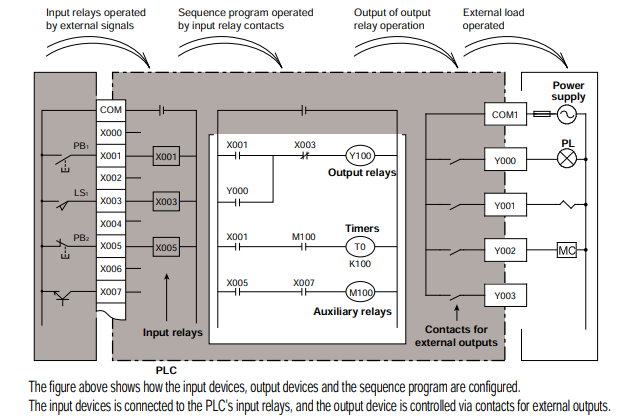 Input relays operated
by external signals
Sequence program operated
by input relay contacts
Output of output
relay operation
External load
operated
COM
X000
X001
X002
X003
X004
X005
X006
X007
PB1
LS1
PB2
X001
X003
X005
Input relays
X001 X003 Y100
Output relays
Y000
Timers
X001 M100 T0
K100
X005 X007 M100
Auxiliary relays
Contacts for
external outputs
Power
supply
COM1
PL
Y000
Y001
Y002 MC
Y003
PLC
The figure above shows how the input devices, output devices and the sequence program are configured.
The input devices is connected to the PLC's input relays, and the output device is controlled via contacts for external outputs.